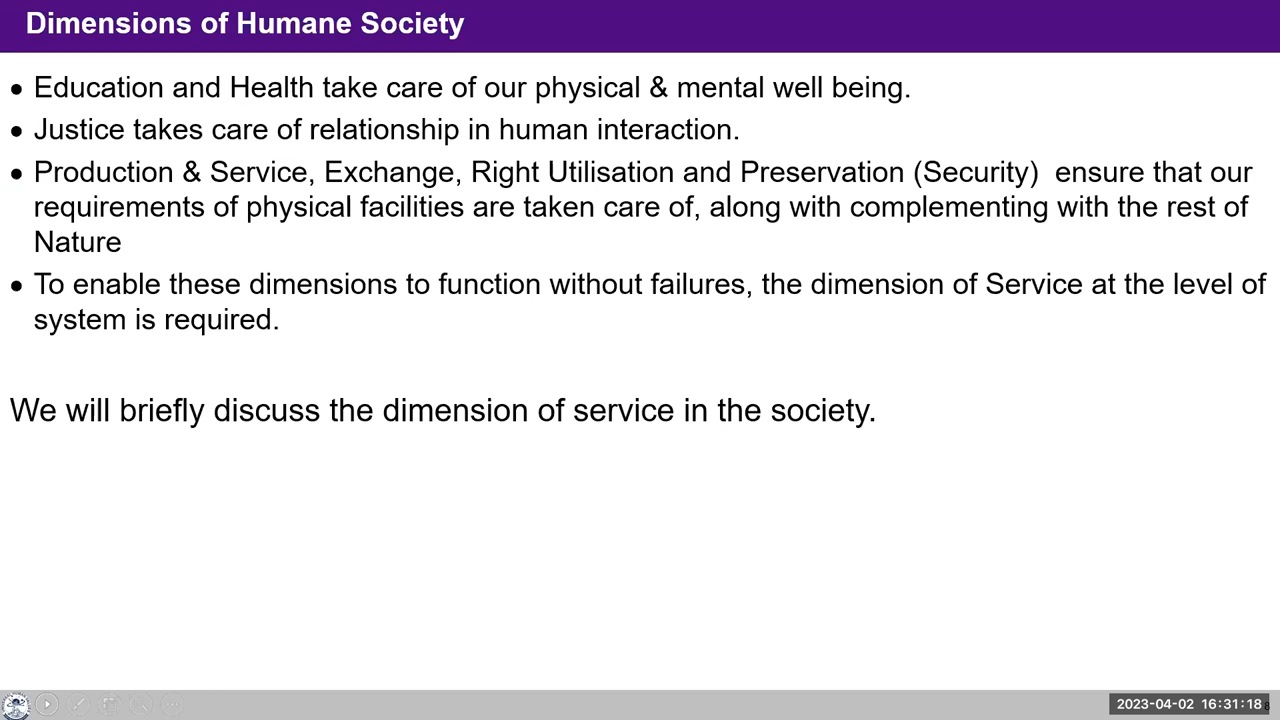 Dimensions of Humane Society
• Education and Health take care of our physical & mental well being.
• Justice takes care of relationship in human interaction.
• Production & Service, Exchange, Right Utilisation and Preservation (Security)  ensure that our
requirements of physical facilities are taken care of, along with complementing with the rest of
Nature
• To enable these dimensions to function without failures, the dimension of Service at the level of
system is required.
We will briefly discuss the dimension of service in the society.
2023-04-02 16:31:18
8